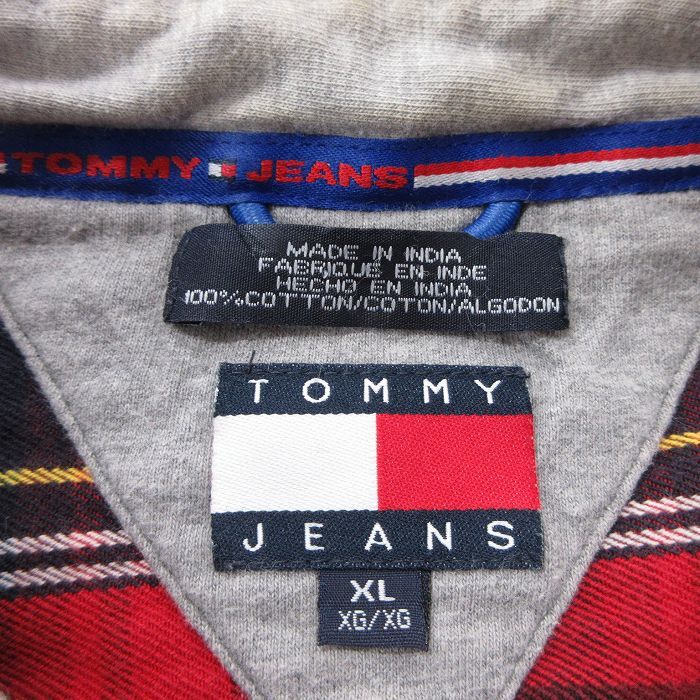 TOMMY JEANS
MADE IN INDIA
FABRIQUE EN INDE
HECHO EN INDIA
100%COTTON/COTON/ALGODON
TOMMY
JEANS
XL
XG/XG